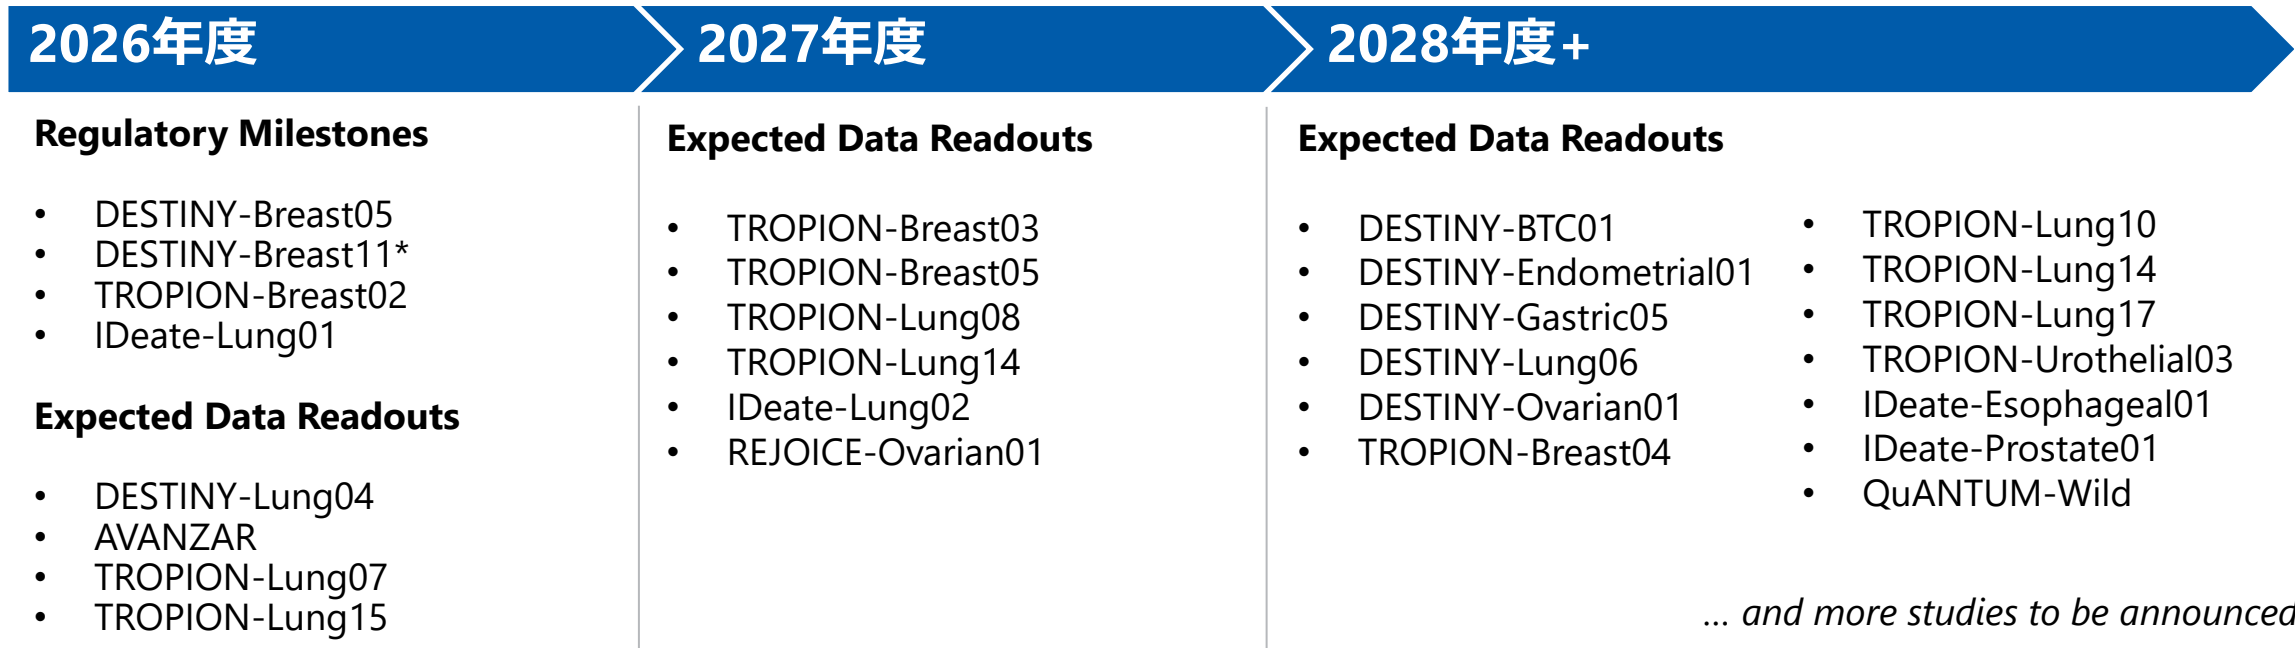 2026年度
2027年度
2028年度+
Regulatory Milestones
• DESTINY-Breast05
• DESTINY-Breast11*
• TROPION-Breast02
• IDeate-Lung01
Expected Data Readouts
• DESTINY-Lung04
• AVANZAR
• TROPION-Lung07
• TROPION-Lung15
Expected Data Readouts
• TROPION-Breast03
• TROPION-Breast05
• TROPION-Lung08
• TROPION-Lung14
• IDeate-Lung02
• REJOICE-Ovarian01
Expected Data Readouts
• DESTINY-BTC01
• DESTINY-Endometrial01
• DESTINY-Gastric05
• DESTINY-Lung06
• DESTINY-Ovarian01
• TROPION-Breast04
• TROPION-Lung10
• TROPION-Lung14
• TROPION-Lung17
• TROPION-Urothelial03
• IDeate-Esophageal01
• IDeate-Prostate01
• QuANTUM-Wild
... and more studies to be announced